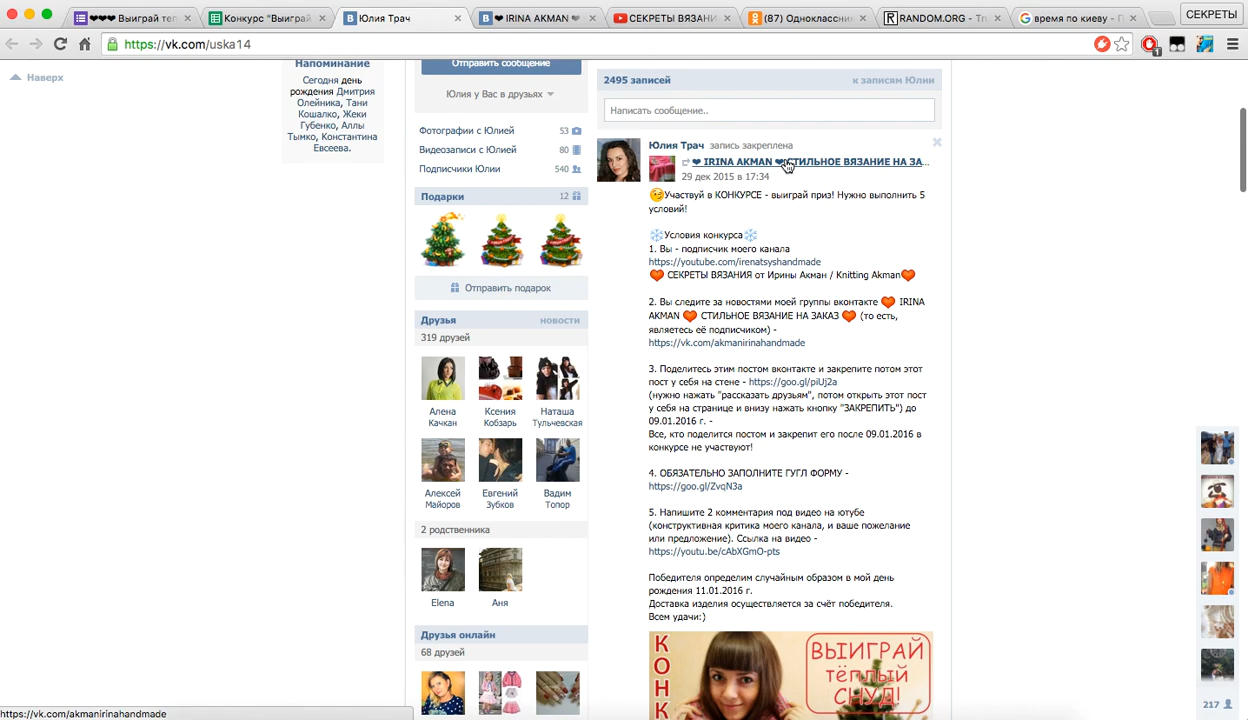 ❤❤❤ Выиграй теп
Конкурс "Выиграй
Юлия Трач
❤ IRINA AKMAN ❤
СЕКРЕТЫ ВЯЗАНИ
(87) Одноклассни
RANDOM.ORG - Tr
время по киеву - П
СЕКРЕТЫ
https://vk.com/uska14
Наверх
Напоминание
Сегодня день
рождения Дмитрия
Олейника, Тани
Кошалко, Жеки
Губенко, Аллы
Тымко, Константина
Евсеева.
Отправить сообщение
Юлия у Вас в друзьях
Фотографии с Юлией 53
Видеозаписи с Юлией 80
Подписчики Юлии 540
Подарки 12
Отправить подарок
Друзья новости
319 друзей
Алена
Качкан
Ксения
Кобзарь
Наташа
Тульчевская
Алексей
Майоров
Евгений
Зубков
Вадим
Топор
2 родственника
Elena
Аня
Друзья онлайн
68 друзей
2495 записей к записям Юлии
Написать сообщение..
Юлия Трач запись закреплена
❤ IRINA AKMAN ❤ СТИЛЬНОЕ ВЯЗАНИЕ НА ЗА...
29 дек 2015 в 17:34
Участвуй в КОНКУРСЕ - выиграй приз! Нужно выполнить 5
условий!
❄Условия конкурса❄
1. Вы - подписчик моего канала
https://youtube.com/irenatsyshandmade
❤ СЕКРЕТЫ ВЯЗАНИЯ от Ирины Акман / Knitting Akman❤
2. Вы следите за новостями моей группы вконтакте ❤ IRINA
AKMAN ❤ СТИЛЬНОЕ ВЯЗАНИЕ НА ЗАКАЗ ❤ (то есть,
являетесь её подписчиком) -
https://vk.com/akmanirinahandmade
3. Поделитесь этим постом вконтакте и закрепите потом этот
пост у себя на стене - https://goo.gl/piUj2a
(нужно нажать "рассказать друзьям", потом открыть этот пост
у себя на странице и внизу нажать кнопку "ЗАКРЕПИТЬ") до
09.01.2016 г. -
Все, кто поделится постом и закрепит его после 09.01.2016 в
конкурсе не участвуют!
4. ОБЯЗАТЕЛЬНО ЗАПОЛНИТЕ ГУГЛ ФОРМУ -
https://goo.gl/ZvqN3a
5. Напишите 2 комментария под видео на ютубе
(конструктивная критика моего канала, и ваше пожелание
или предложение). Ссылка на видео -
https://youtu.be/cAbXGmO-pts
Победителя определим случайным образом в мой день
рождения 11.01.2016 г.
Доставка изделия осуществляется за счёт победителя.
Всем удачи:)
КОНК
ВЫИГРАЙ
тёплый
СНУД!
217
https://vk.com/akmanirinahandmade